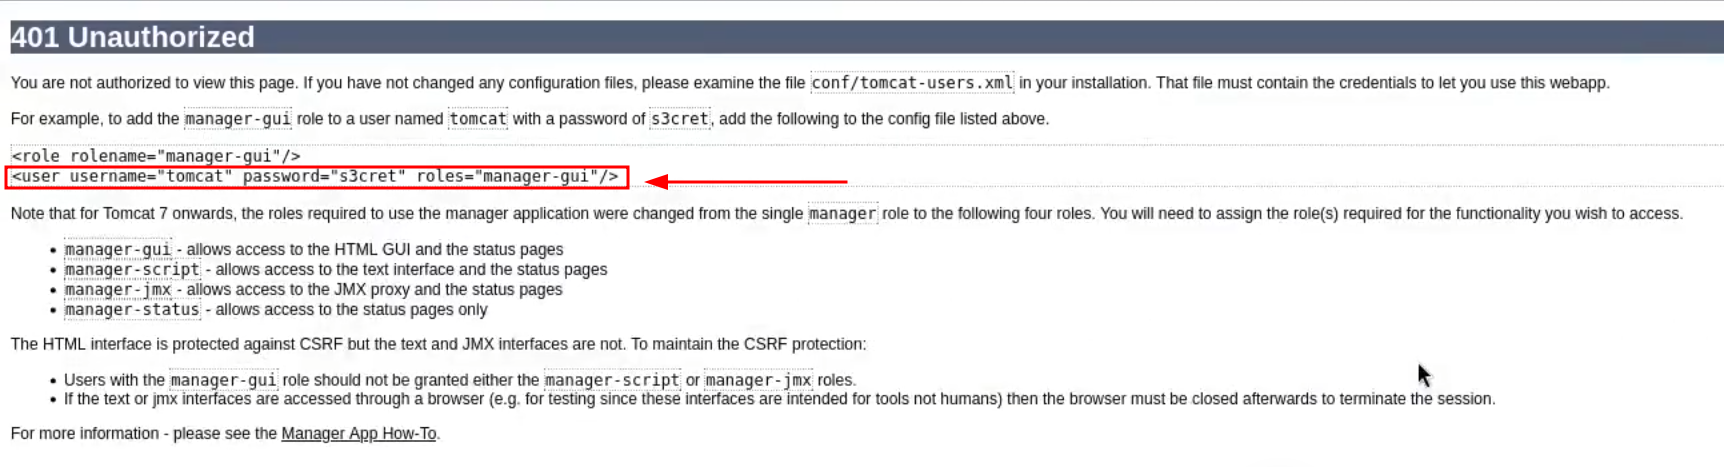 401 Unauthorized
You are not authorized to view this page. If you have not changed any configuration files, please examine the file conf/tomcat-users.xml in your installation. That file must contain the credentials to let you use this webapp.
For example, to add the manager-gui role to a user named tomcat with a password of s3cret, add the following to the config file listed above.
<role rolename="manager-gui"/>
<user username="tomcat" password="s3cret" roles="manager-gui"/>
Note that for Tomcat 7 onwards, the roles required to use the manager application were changed from the single manager role to the following four roles. You will need to assign the role(s) required for the functionality you wish to access.
• manager-gui - allows access to the HTML GUI and the status pages
• manager-script - allows access to the text interface and the status pages
• manager-jmx - allows access to the JMX proxy and the status pages
• manager-status - allows access to the status pages only
The HTML interface is protected against CSRF but the text and JMX interfaces are not. To maintain the CSRF protection:
• Users with the manager-gui role should not be granted either the manager-script or manager-jmx roles.
• If the text or jmx interfaces are accessed through a browser (e.g. for testing since these interfaces are intended for tools not humans) then the browser must be closed afterwards to terminate the session.
For more information - please see the Manager App How-To.